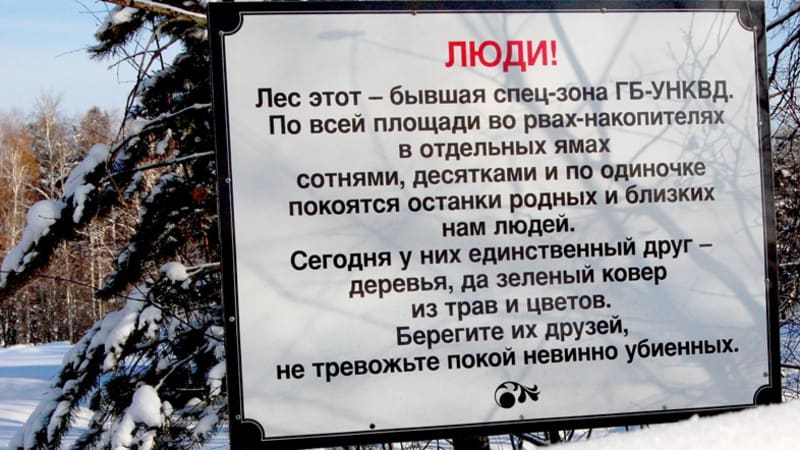 ЛЮДИ!
Лес этот – бывшая спец-зона ГБ-УНКВД.
По всей площади во рвах-накопителях
в отдельных ямах
сотнями, десятками и по одиночке
покоятся останки родных и близких
нам людей.
Сегодня у них единственный друг –
деревья, да зеленый ковер
из трав и цветов.
Берегите их друзей,
не тревожьте покой невинно убиенных.